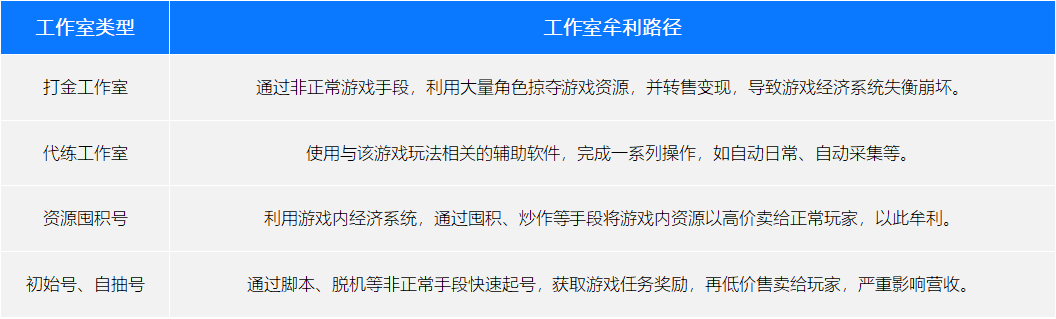 工作室类型
工作室牟利路径
打金工作室
通过非正常游戏手段，利用大量角色掠夺游戏资源，并转售变现，导致游戏经济系统失衡崩坏。
代练工作室
使用与该游戏玩法相关的辅助软件，完成一系列操作，如自动日常、自动采集等。
资源囤积号
利用游戏内经济系统，通过囤积、炒作等手段将游戏内资源以高价卖给正常玩家，以此牟利。
初始号、自抽号
通过脚本、脱机等非正常手段快速起号，获取游戏任务奖励，再低价售卖给玩家，严重影响营收。